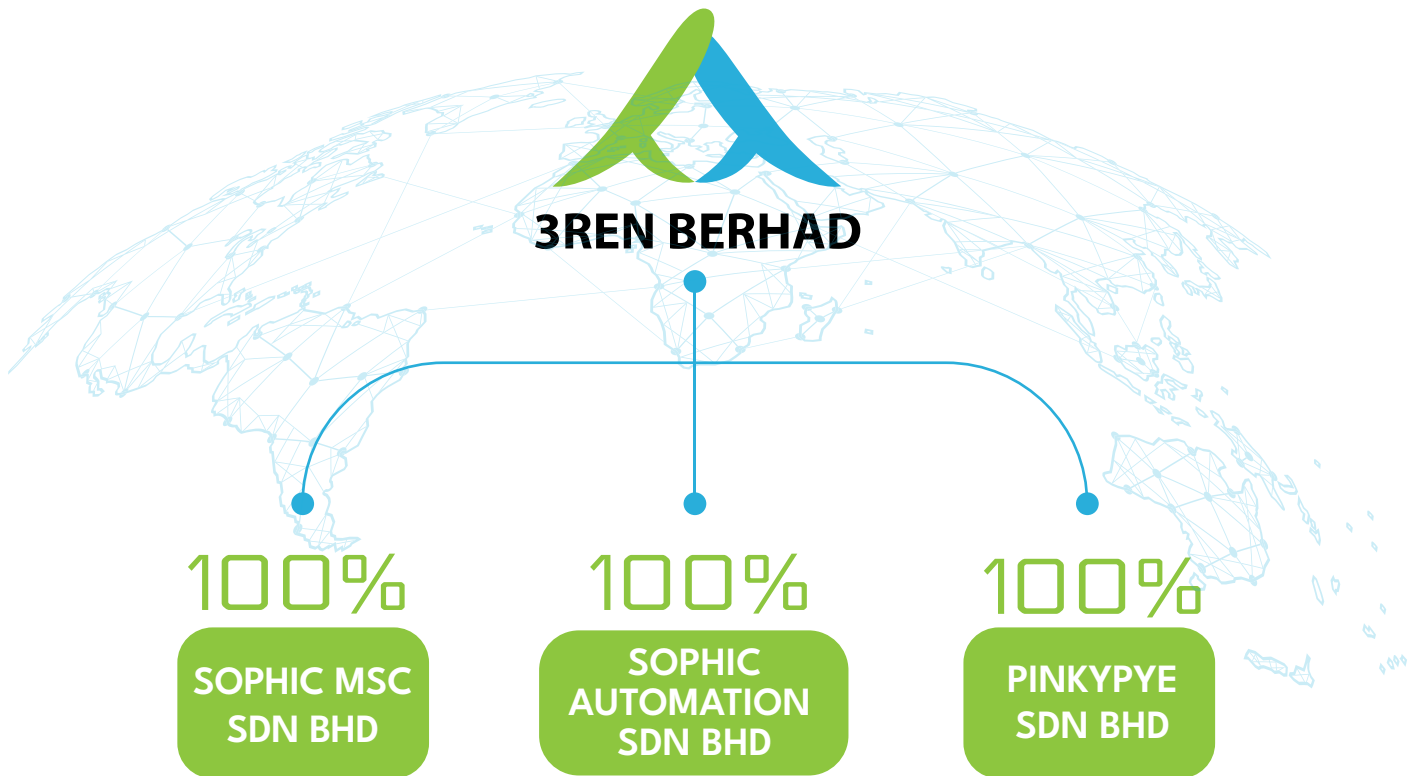 3REN BERHAD
100%
SOPHIC MSC
SDN BHD
100%
SOPHIC
AUTOMATION
SDN BHD
100%
PINKYPYE
SDN BHD